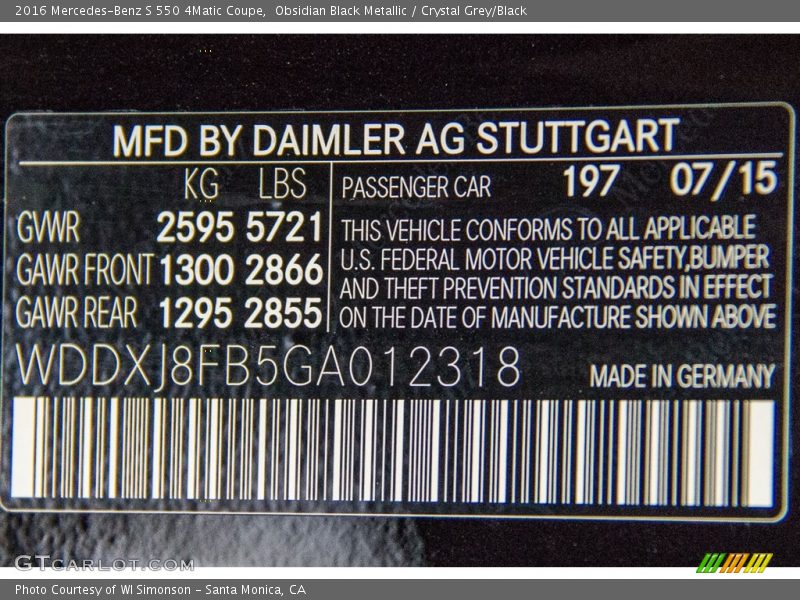 2016 Mercedes-Benz S 550 4Matic Coupe,  Obsidian Black Metallic / Crystal Grey/Black
MFD BY DAIMLER AG STUTTGART
KG LBS
PASSENGER CAR 197 07/15
GWR 2595 5721
GAWR FRONT 1300 2866
GAWR REAR 1295 2855
THIS VEHICLE CONFORMS TO ALL APPLICABLE
U.S. FEDERAL MOTOR VEHICLE SAFETY,BUMPER
AND THEFT PREVENTION STANDARDS IN EFFECT
ON THE DATE OF MANUFACTURE SHOWN ABOVE
WDDXJ8FB5GA012318
MADE IN GERMANY
GTcarlot.com
Photo Courtesy of WI Simonson - Santa Monica, CA